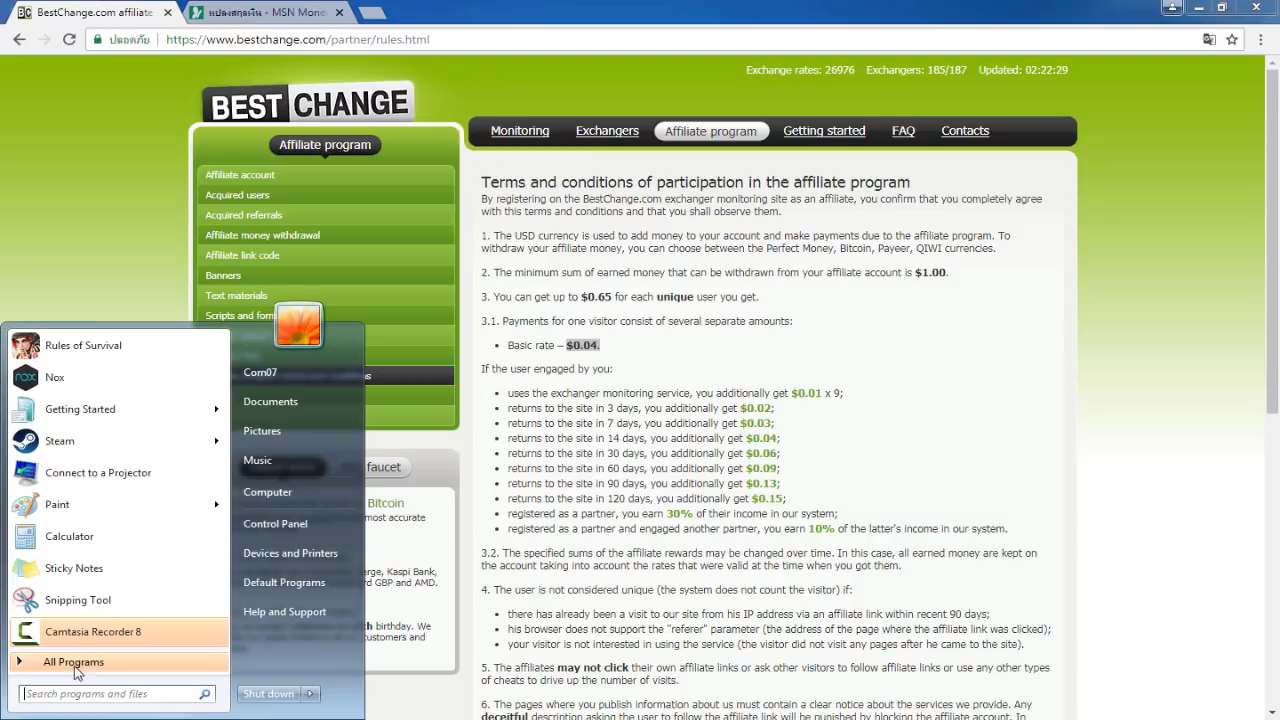 BestChange.com affiliate
แปลงสกุลเงิน - MSN Mone
ปลอดภัย
https://www.bestchange.com/partner/rules.html
Exchange rates: 26976 Exchangers: 185/187 Updated: 02:22:29
BEST CHANGE
Monitoring Exchangers Affiliate program Getting started FAQ Contacts
Affiliate program
Affiliate account
Acquired users
Acquired referrals
Affiliate money withdrawal
Affiliate link code
Banners
Text materials
Scripts and form
faucet
Bitcoin
most accurate
rge, Kaspi Bank,
rd GBP and AMD.
birthday. We
customers and
Terms and conditions of participation in the affiliate program
By registering on the BestChange.com exchanger monitoring site as an affiliate, you confirm that you completely agree
with this terms and conditions and that you shall observe them.
1. The USD currency is used to add money to your account and make payments due to the affiliate program. To
withdraw your affiliate money, you can choose between the Perfect Money, Bitcoin, Payeer, QIWI currencies.
2. The minimum sum of earned money that can be withdrawn from your affiliate account is $1.00.
3. You can get up to $0.65 for each unique user you get.
3.1. Payments for one visitor consist of several separate amounts:
• Basic rate – $0.04.
If the user engaged by you:
• uses the exchanger monitoring service, you additionally get $0.01 x 9;
• returns to the site in 3 days, you additionally get $0.02;
• returns to the site in 7 days, you additionally get $0.03;
• returns to the site in 14 days, you additionally get $0.04;
• returns to the site in 30 days, you additionally get $0.06;
• returns to the site in 60 days, you additionally get $0.09;
• returns to the site in 90 days, you additionally get $0.13;
• returns to the site in 120 days, you additionally get $0.15;
• registered as a partner, you earn 30% of their income in our system;
• registered as a partner and engaged another partner, you earn 10% of the latter's income in our system.
3.2. The specified sums of the affiliate rewards may be changed over time. In this case, all earned money are kept on
the account taking into account the rates that were valid at the time when you got them.
4. The user is not considered unique (the system does not count the visitor) if:
• there has already been a visit to our site from his IP address via an affiliate link within recent 90 days;
• his browser does not support the "referer" parameter (the address of the page where the affiliate link was clicked);
• your visitor is not interested in using the service (the visitor did not visit any pages after he came to the site).
5. The affiliates may not click their own affiliate links or ask other visitors to follow affiliate links or use any other types
of cheats to drive up the number of visits.
6. The pages where you publish information about us must contain a clear notice about the services we provide. Any
deceitful description asking the user to follow the affiliate link will be punished by blocking the affiliate account. In
Rules of Survival
Nox
Getting Started
Steam
Connect to a Projector
Paint
Calculator
Sticky Notes
Snipping Tool
Camtasia Recorder 8
All Programs
Search programs and files
Com07
Documents
Pictures
Music
Computer
Control Panel
Devices and Printers
Default Programs
Help and Support
Shut down